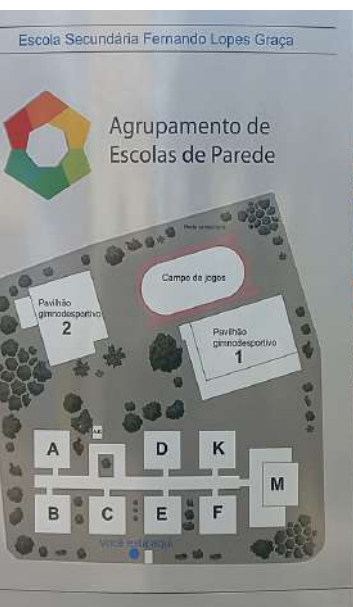 Escola Secundária Fernando Lopes Graça
Agrupamento de
Escolas de Parede
Campo de jogos
Pavilhão
gimnodesportivo
2
Pavilhão
gimnodesportivo
1
A
D
K
M
B
C
E
F
Você está aqui